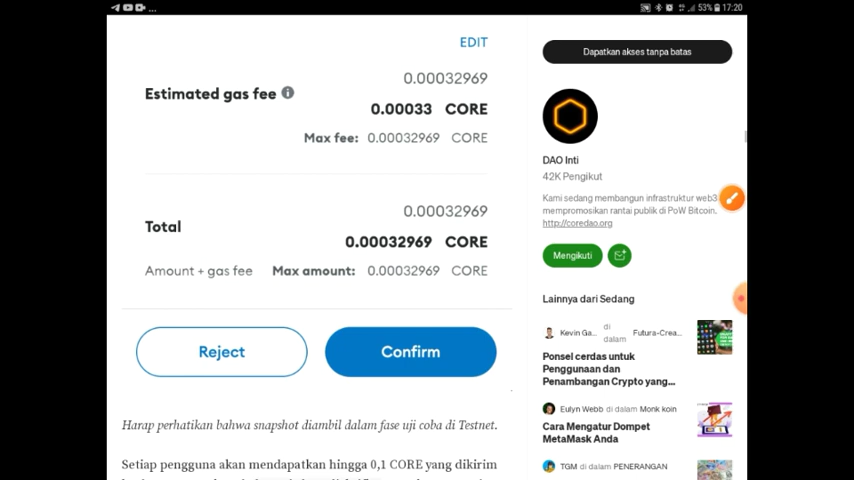 ... 53% 17:20
EDIT
0.00032969
Estimated gas fee
0.00033 CORE
Max fee: 0.00032969 CORE
0.00032969
Total
0.00032969 CORE
Amount + gas fee Max amount: 0.00032969 CORE
Reject Confirm
Harap perhatikan bahwa snapshot diambil dalam fase uji coba di Testnet.
Setiap pengguna akan mendapatkan hingga 0,1 CORE yang dikirim
Dapatkan akses tanpa batas
DAO Inti
42K Pengikut
Kami sedang membangun infrastruktur web3
mempromosikan rantai publik di PoW Bitcoin.
http://coredao.org
Mengikuti
Lainnya dari Sedang
Kevin Ga... di dalam Futura-Crea...
Ponsel cerdas untuk
Penggunaan dan
Penambangan Crypto yang...
Eulyn Webb di dalam Monk koin
Cara Mengatur Dompet
MetaMask Anda
TGM di dalam PENERANGAN